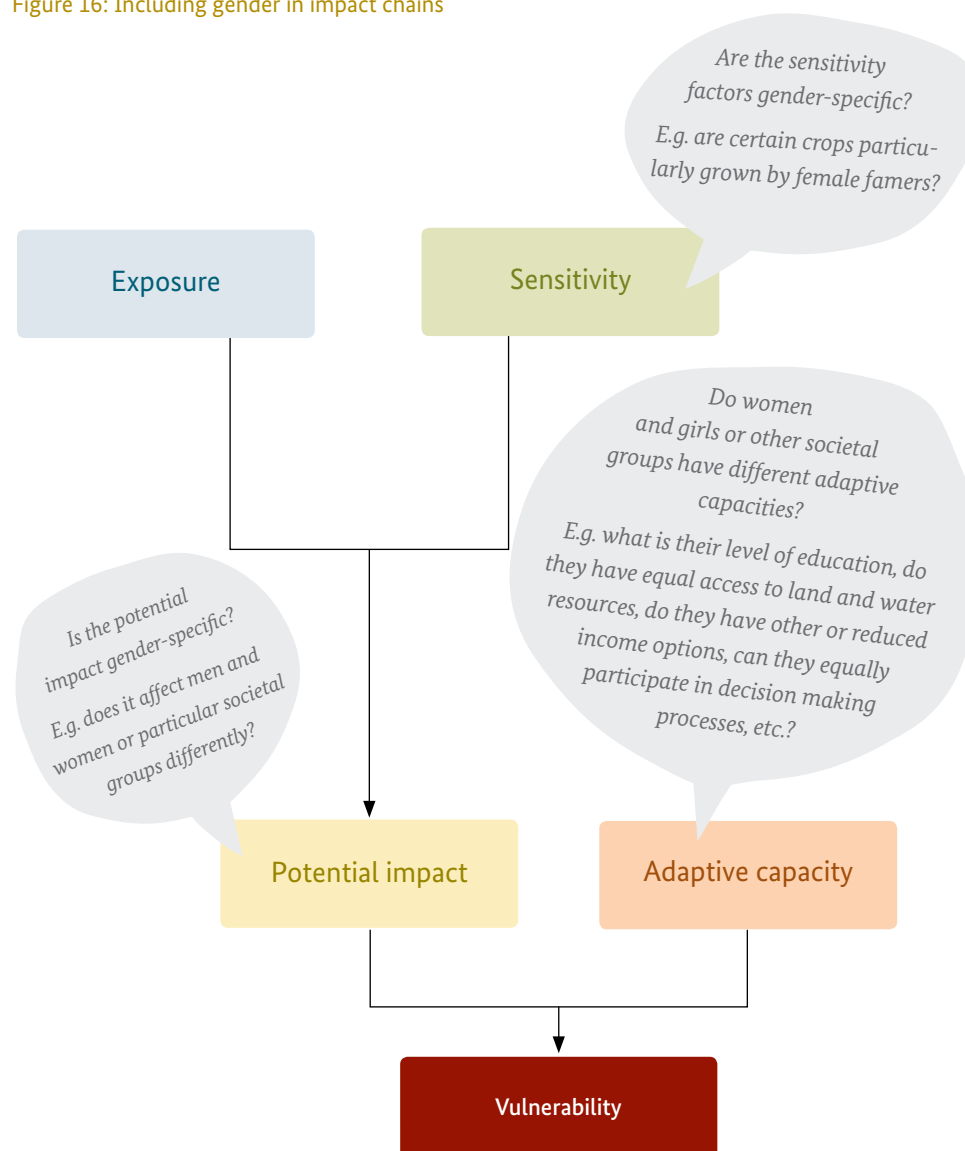 Figure 16: Including gender in impact chains
Are the sensitivity
factors gender-specific?
E.g. are certain crops particu-
larly grown by female famers?
Exposure
Sensitivity
Do women
and girls or other societal
groups have different adaptive
capacities?
E.g. what is their level of education, do
they have equal access to land and water
resources, do they have other or reduced
income options, can they equally
participate in decision making
processes, etc.?
Is the potential
impact gender-specific?
E.g. does it affect men and
women or particular societal
groups differently?
Potential impact
Adaptive capacity
Vulnerability